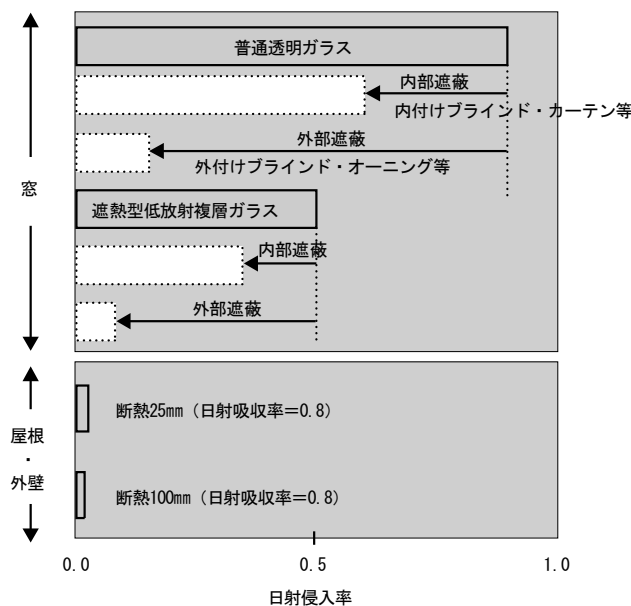 普通透明ガラス
内部遮蔽
内付けブラインド・カーテン等
外部遮蔽
外付けブラインド・オーニング等
窓
遮熱型低放射複層ガラス
内部遮蔽
外部遮蔽
断熱25mm（日射吸収率=0.8）
屋根
・
外壁
断熱100mm（日射吸収率=0.8）
0.0 0.5 1.0
日射侵入率